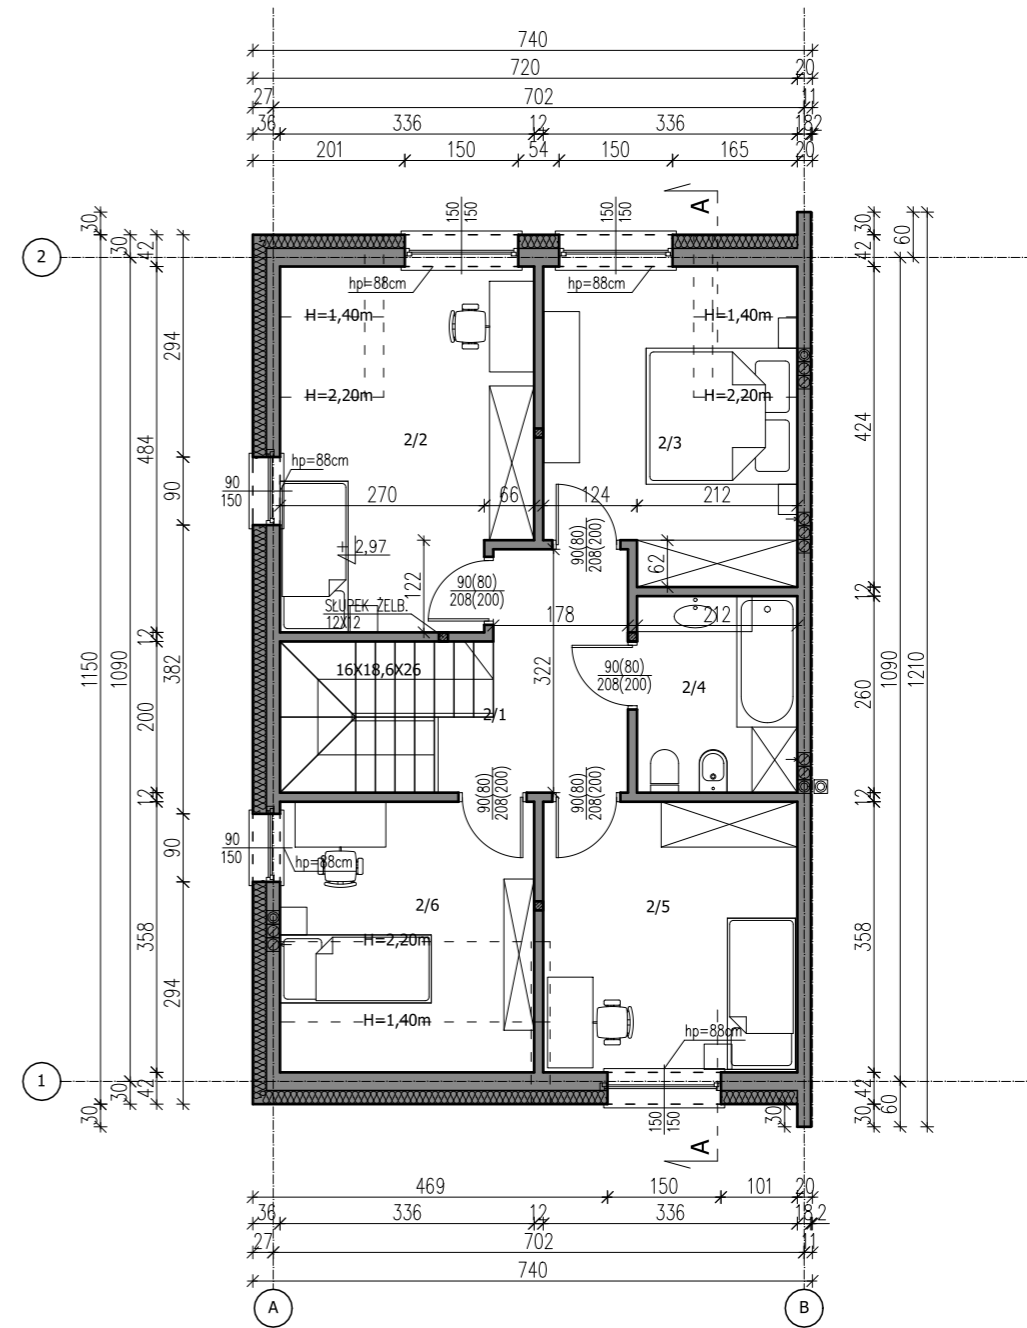 740
720 20
27 702 11
36 336 12 336 18,2
201 150 54 150 165 20
150
150
150
150
A
30
30
42
30
42
60
2
hp=88cm
hp=88cm
H=1,40m
H=1,40m
294
H=2,20m
H=2,20m
484
424
2/2
2/3
hp=88cm
90
150
90
270 66 124 212
90(80)
208(200)
+ 2,97
122
62
90(80)
208(200)
SŁUPEK ŻELB.
12X12
178
212
12
12
382
1150
1090
1090
1210
322
16X18,6X26
90(80)
208(200)
2/4
200
260
2/1
90(80)
208(200)
90(80)
208(200)
12
12
90
150
90
hp=88cm
2/6
2/5
358
358
H=2,20m
294
H=1,40m
hp=88cm
1
30
42
30
150
150
30
42
30
60
A
469 150 101 20
36 336 12 336 18,2
27 702 11
740
A
B